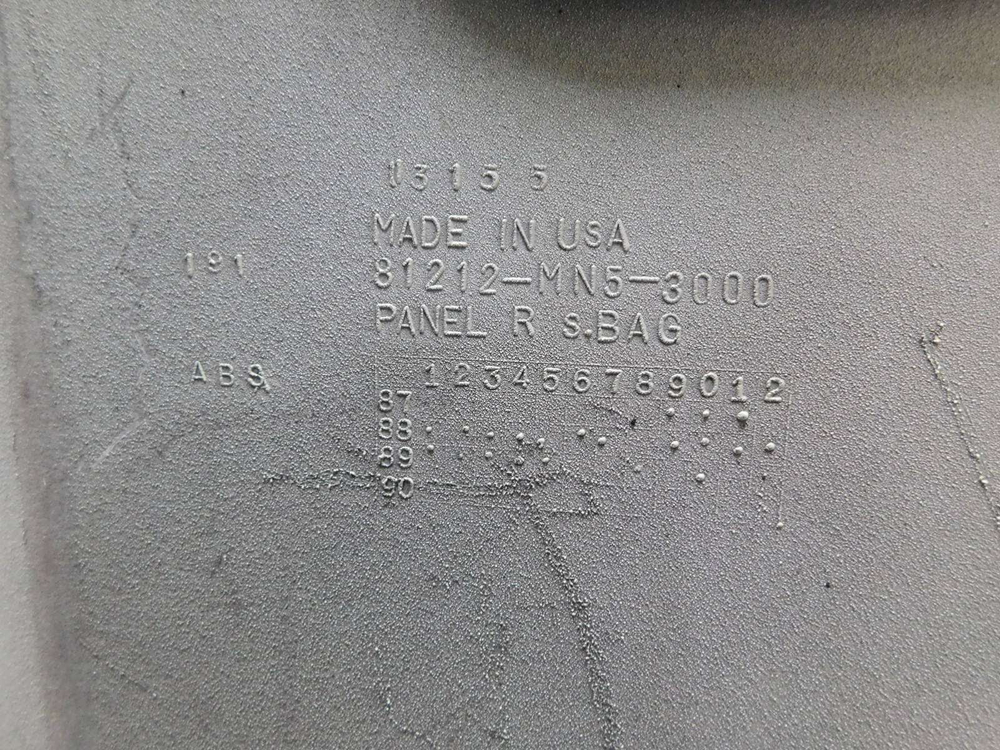 13155
MADE IN USA
191
81212-MN5-3000
PANEL R S.BAG
ABS
123456789012
87
88
89
90